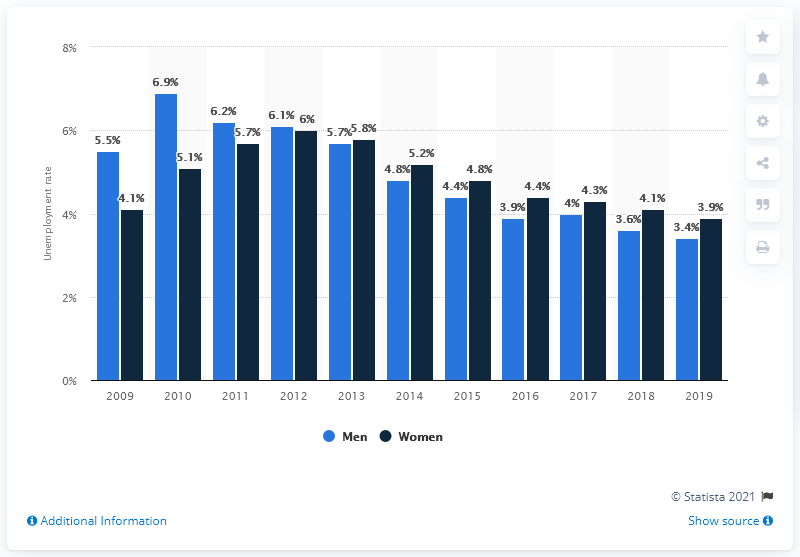 8%
6%
4%
2%
0%
Unemployment rate
5.5% 4.1%
6.9% 5.1%
6.2% 5.7%
6.1% 6%
5.7% 5.8%
4.8% 5.2%
4.4% 4.8%
3.9% 4.4%
4% 4.3%
3.6% 4.1%
3.4% 3.9%
2009 2010 2011 2012 2013 2014 2015 2016 2017 2018 2019
Men Women
© Statista 2021
Additional Information
Show source